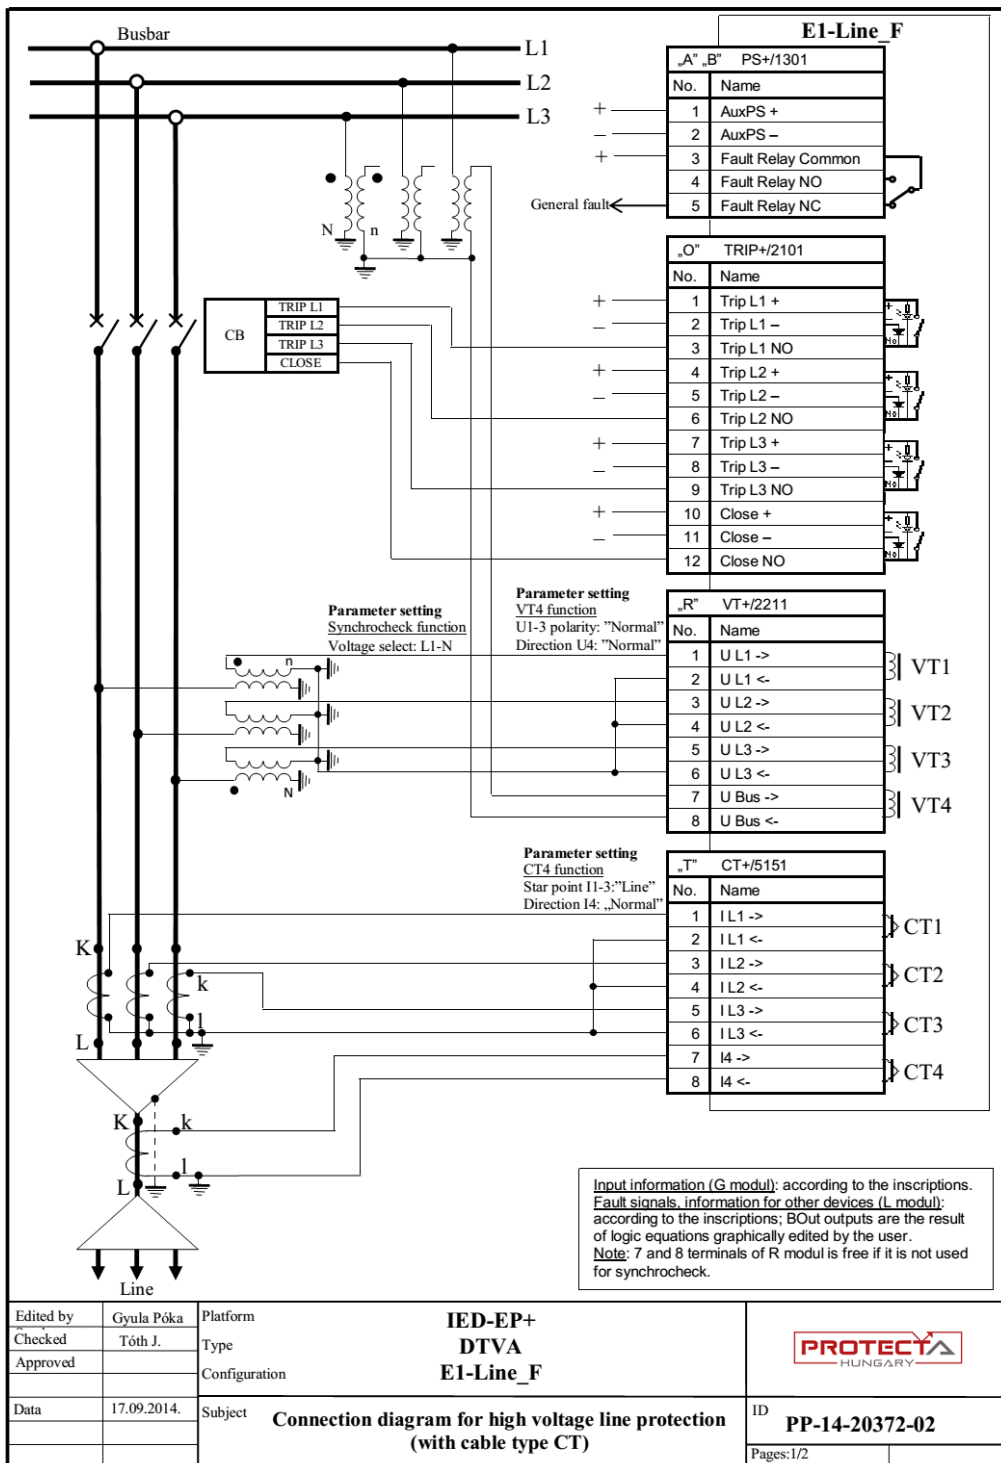 Busbar
L1
L2
L3
N
n
CB
TRIP L1
TRIP L2
TRIP L3
CLOSE
E1-Line_F
„A” „B” PS+/1301
No. Name
+ 1 AuxPS +
– 2 AuxPS –
+ 3 Fault Relay Common
4 Fault Relay NO
General fault 5 Fault Relay NC
„O” TRIP+/2101
No. Name
+ 1 Trip L1 +
– 2 Trip L1 –
3 Trip L1 NO
+ 4 Trip L2 +
– 5 Trip L2 –
6 Trip L2 NO
+ 7 Trip L3 +
– 8 Trip L3 –
9 Trip L3 NO
+ 10 Close +
– 11 Close –
12 Close NO
Parameter setting
Synchrocheck function
Voltage select: L1-N
Parameter setting
VT4 function
U1-3 polarity: ”Normal”
Direction U4: ”Normal”
n
N
„R” VT+/2211
No. Name
1 U L1 ->
2 U L1 <-
VT1
3 U L2 ->
4 U L2 <-
VT2
5 U L3 ->
6 U L3 <-
VT3
7 U Bus ->
8 U Bus <-
VT4
Parameter setting
CT4 function
Star point I1-3:”Line”
Direction I4: „Normal”
„T” CT+/5151
No. Name
1 I L1 ->
2 I L1 <-
CT1
3 I L2 ->
4 I L2 <-
CT2
5 I L3 ->
6 I L3 <-
CT3
7 I4 ->
8 I4 <-
CT4
K
k
l
L
K
k
l
L
Line
Input information (G modul): according to the inscriptions.
Fault signals, information for other devices (L modul):
according to the inscriptions; BOut outputs are the result
of logic equations graphically edited by the user.
Note: 7 and 8 terminals of R modul is free if it is not used
for synchrocheck.
Edited by Gyula Póka
Checked Tóth J.
Approved
Data 17.09.2014.
Platform IED-EP+
Type DTVA
Configuration E1-Line_F
Subject Connection diagram for high voltage line protection
(with cable type CT)
PROTECTA
HUNGARY
ID
PP-14-20372-02
Pages:1/2